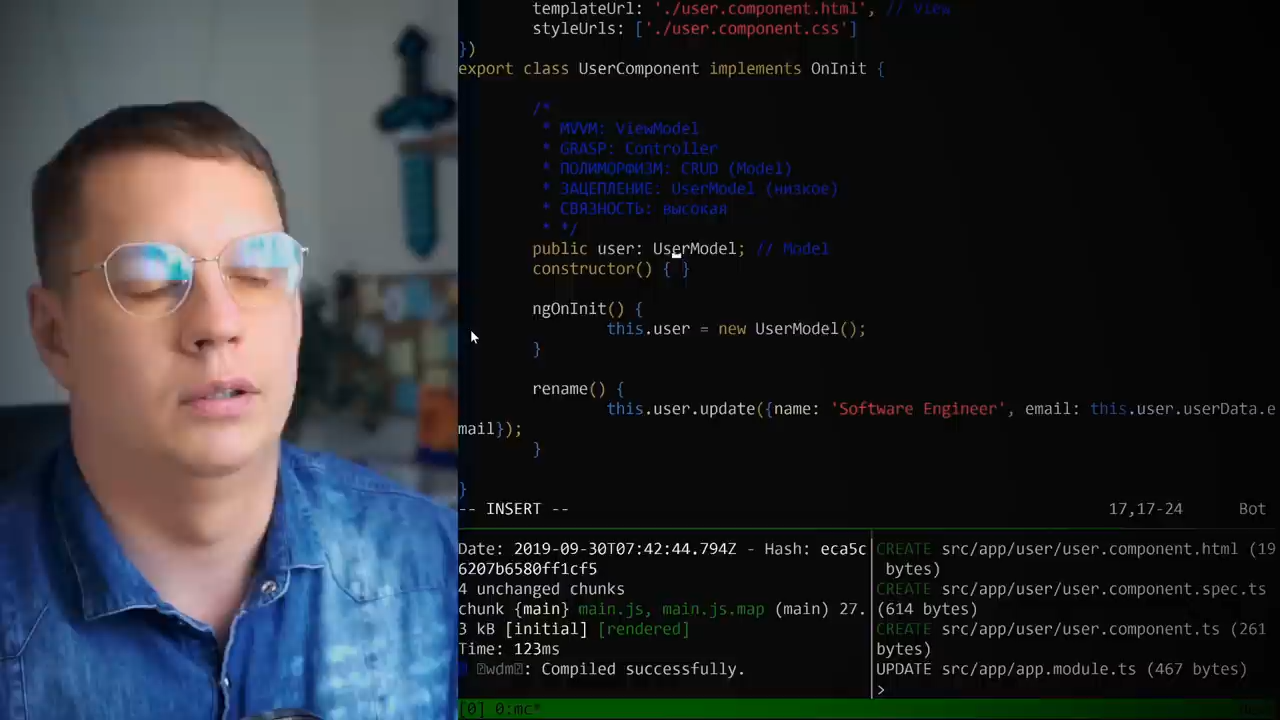 templateUrl: './user.component.html', // View
styleUrls: ['./user.component.css']
})
export class UserComponent implements OnInit {
/*
* MVVM: ViewModel
* GRASP: Controller
* ПОЛИМОРФИЗМ: CRUD (Model)
* ЗАЦЕПЛЕНИЕ: UserModel (низкое)
* СВЯЗНОСТЬ: высокая
* */
public user: UserModel; // Model
constructor() { }
ngOnInit() {
this.user = new UserModel();
}
rename() {
this.user.update({name: 'Software Engineer', email: this.user.userData.e
mail});
}
}
-- INSERT -- 17,17-24 Bot
Date: 2019-09-30T07:42:44.794Z - Hash: eca5c
6207b6580ff1cf5
4 unchanged chunks
chunk {main} main.js, main.js.map (main) 27.
3 kB [initial] [rendered]
Time: 123ms
｢wdm｣: Compiled successfully.
CREATE src/app/user/user.component.html (19
bytes)
CREATE src/app/user/user.component.spec.ts
(614 bytes)
CREATE src/app/user/user.component.ts (261
bytes)
UPDATE src/app/app.module.ts (467 bytes)
>
[0] 0:mc*